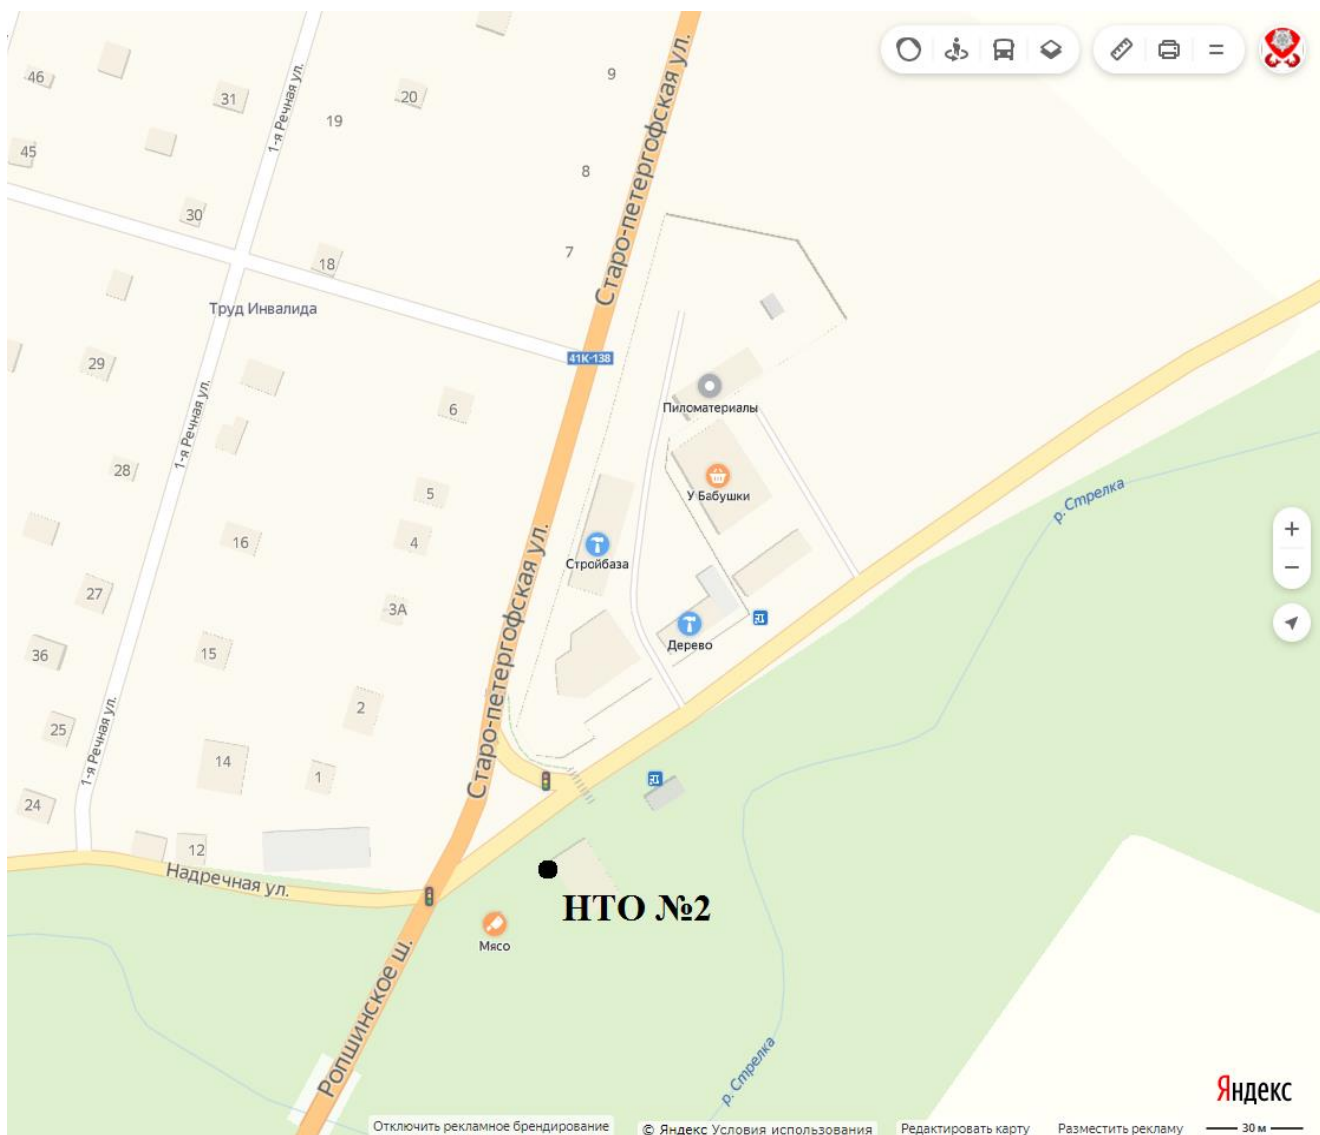 Старо-петергофская ул.
1-я Речная ул.
9
46
31
20
19
45
8
30
7
18
Труд Инвалида
41К-138
29
6
Пиломатериалы
1-я Речная ул.
28
5
У Бабушки
р. Стрелка
16
4
Стройбаза
27
3А
Дерево
15
36
Старо-петергофская ул.
2
25
1-я Речная ул.
14
1
24
12
Надречная ул.
НТО №2
Мясо
Ропшинское ш.
р. Стрелка
Яндекс
Отключить рекламное брендирование
© Яндекс Условия использования
Редактировать карту
Разместить рекламу
30 м